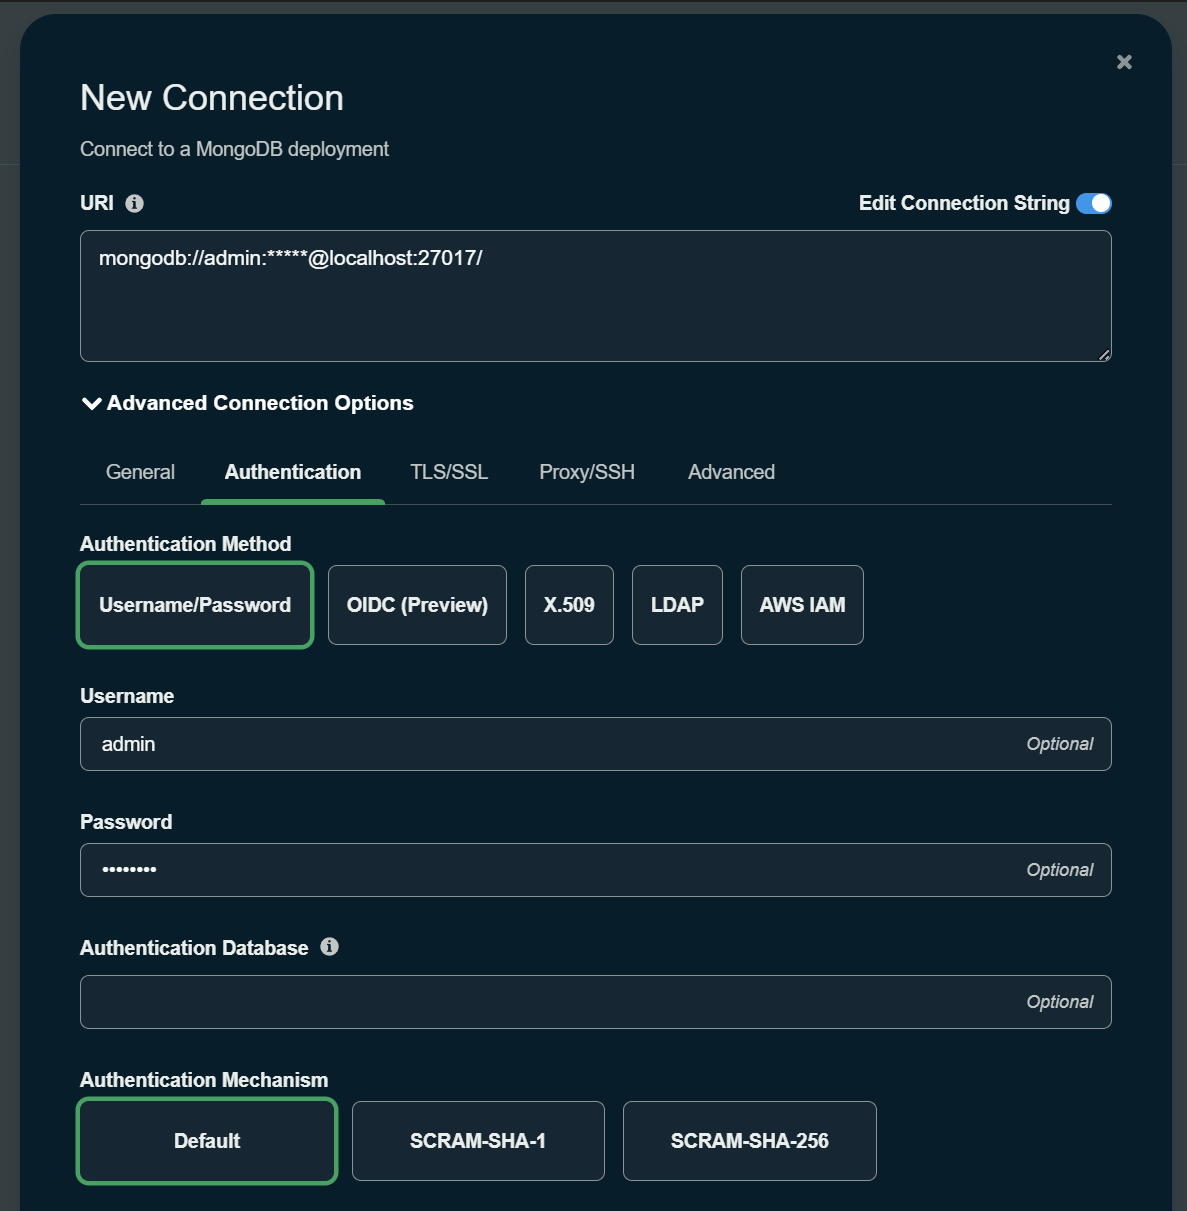 New Connection
Connect to a MongoDB deployment
URI Edit Connection String
mongodb://admin:*****@localhost:27017/
Advanced Connection Options
General Authentication TLS/SSL Proxy/SSH Advanced
Authentication Method
Username/Password OIDC (Preview) X.509 LDAP AWS IAM
Username
admin Optional
Password
•••••••• Optional
Authentication Database
Optional
Authentication Mechanism
Default SCRAM-SHA-1 SCRAM-SHA-256